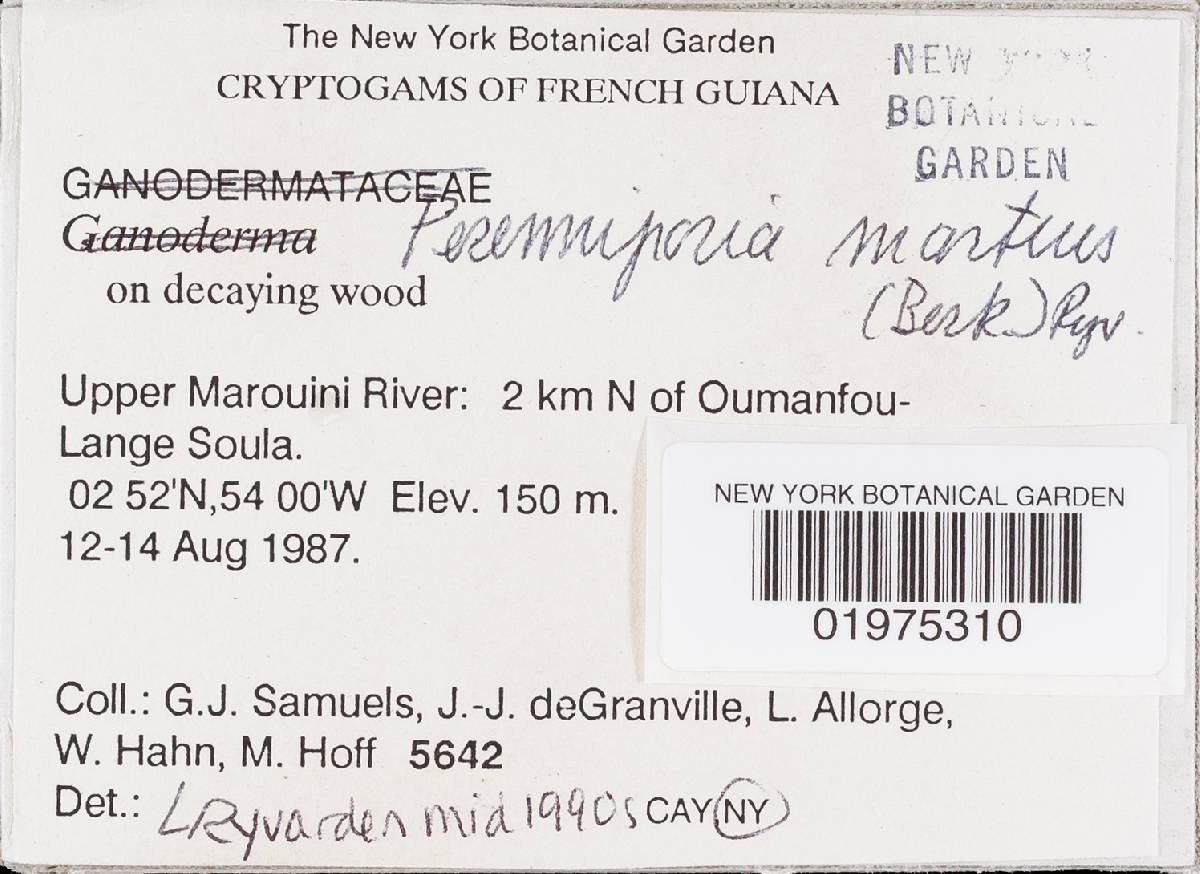 The New York Botanical Garden
CRYPTOGAMS OF FRENCH GUIANA
NEW YORK
BOTANICAL
GARDEN
GANODERMATACEAE
Ganoderma
Perenniporia martius
(Berk.) Ryv.
on decaying wood
Upper Marouini River: 2 km N of Oumanfou-
Lange Soula.
02 52'N,54 00'W Elev. 150 m.
12-14 Aug 1987.
NEW YORK BOTANICAL GARDEN
01975310
Coll.: G.J. Samuels, J.-J. deGranville, L. Allorge,
W. Hahn, M. Hoff 5642
Det.: L Ryvarden mid 1990s CAY NY